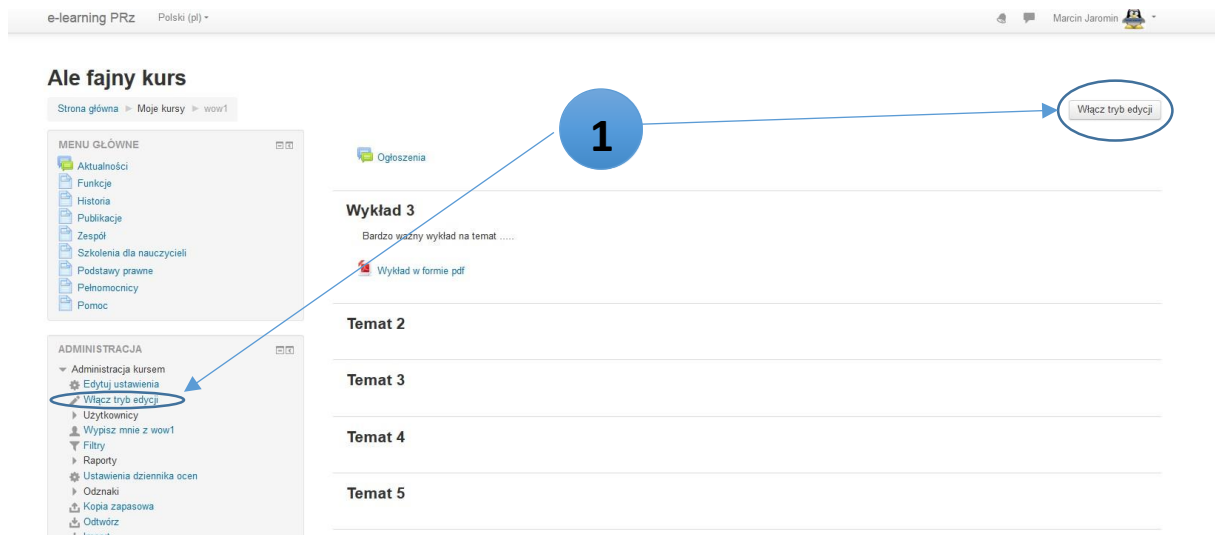 e-learning PRz Polski (pl)
Marcin Jaromin
Ale fajny kurs
Strona główna Moje kursy wow1
Włącz tryb edycji
1
MENU GŁÓWNE
Aktualności
Funkcje
Historia
Publikacje
Zespół
Szkolenia dla nauczycieli
Podstawy prawne
Pełnomocnicy
Pomoc
ADMINISTRACJA
Administracja kursem
Edytuj ustawienia
Włącz tryb edycji
Użytkownicy
Wypisz mnie z wow1
Filtry
Raporty
Ustawienia dziennika ocen
Odznaki
Kopia zapasowa
Odtwórz
Ogłoszenia
Wykład 3
Bardzo ważny wykład na temat .....
Wykład w formie pdf
Temat 2
Temat 3
Temat 4
Temat 5